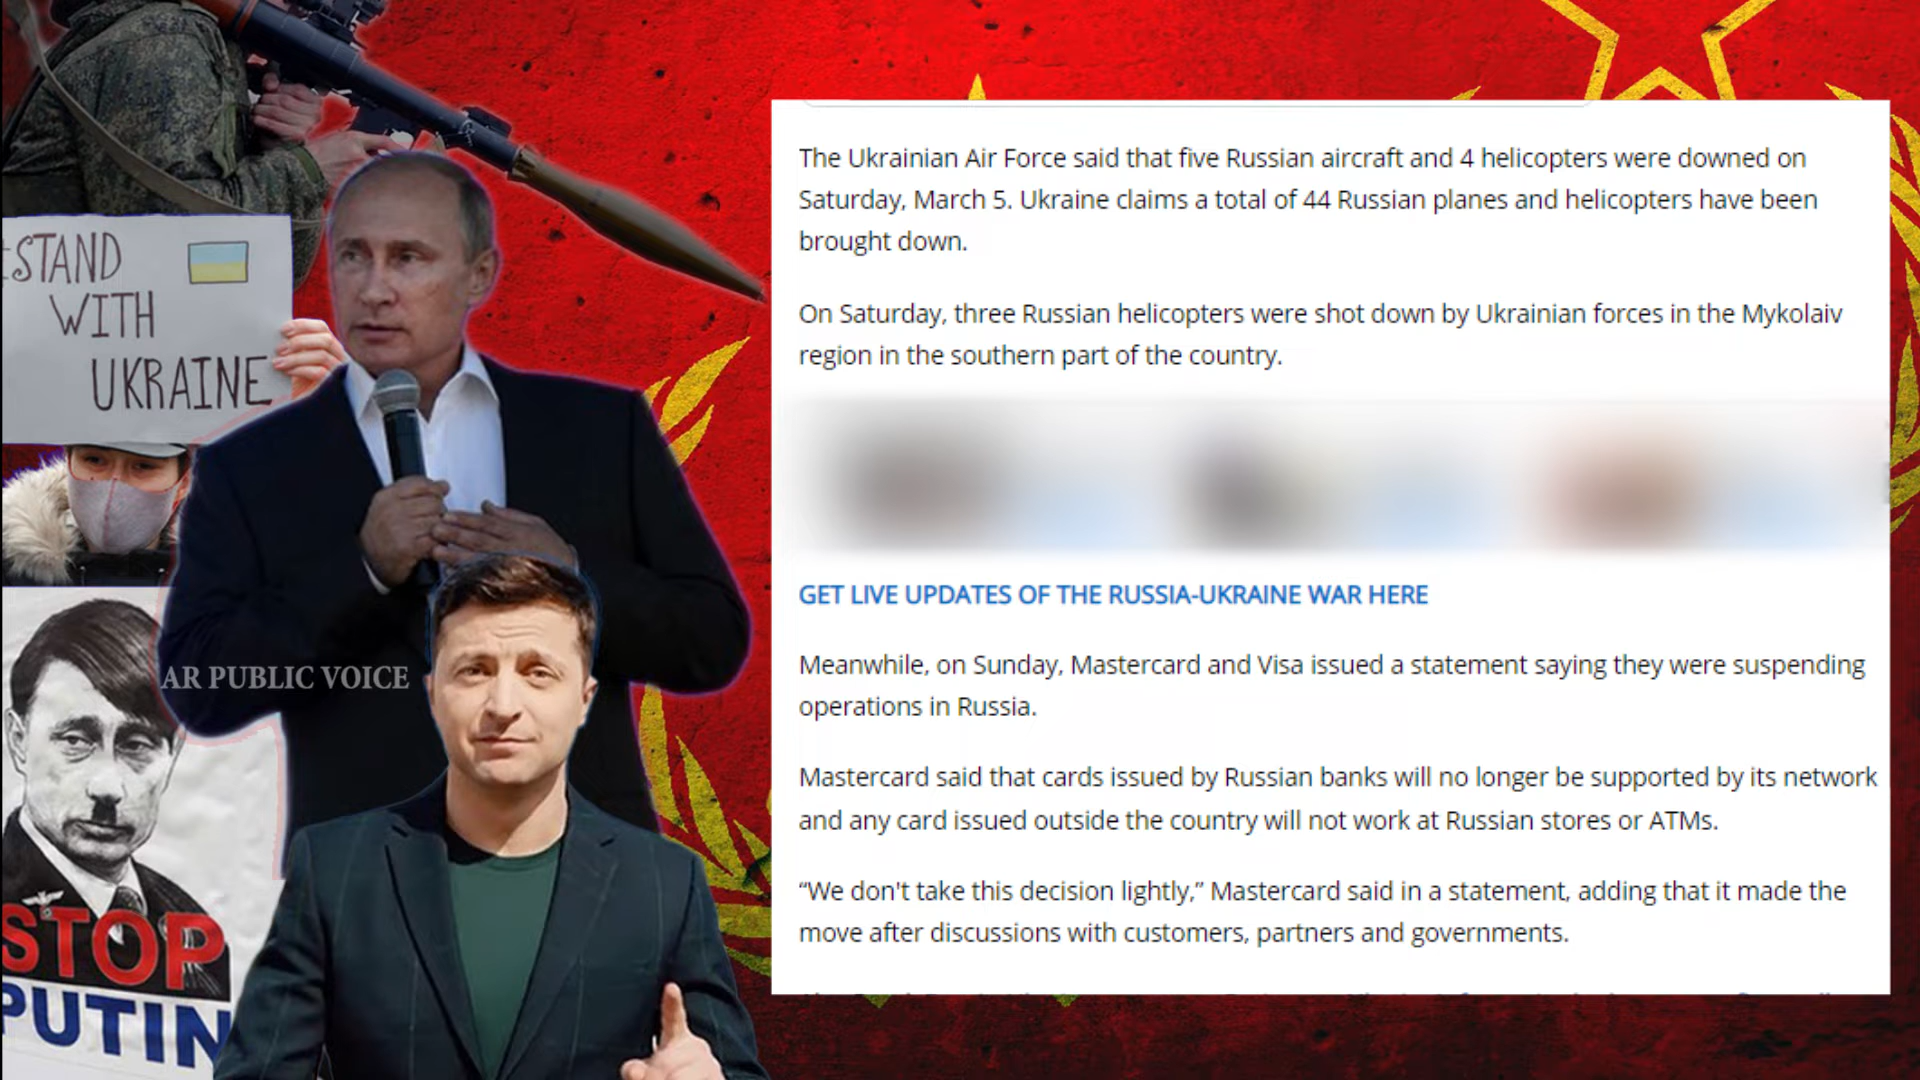 STAND
WITH
UKRAINE
AR PUBLIC VOICE
STOP
PUTIN
The Ukrainian Air Force said that five Russian aircraft and 4 helicopters were downed on
Saturday, March 5. Ukraine claims a total of 44 Russian planes and helicopters have been
brought down.
On Saturday, three Russian helicopters were shot down by Ukrainian forces in the Mykolaiv
region in the southern part of the country.
GET LIVE UPDATES OF THE RUSSIA-UKRAINE WAR HERE
Meanwhile, on Sunday, Mastercard and Visa issued a statement saying they were suspending
operations in Russia.
Mastercard said that cards issued by Russian banks will no longer be supported by its network
and any card issued outside the country will not work at Russian stores or ATMs.
“We don't take this decision lightly,” Mastercard said in a statement, adding that it made the
move after discussions with customers, partners and governments.